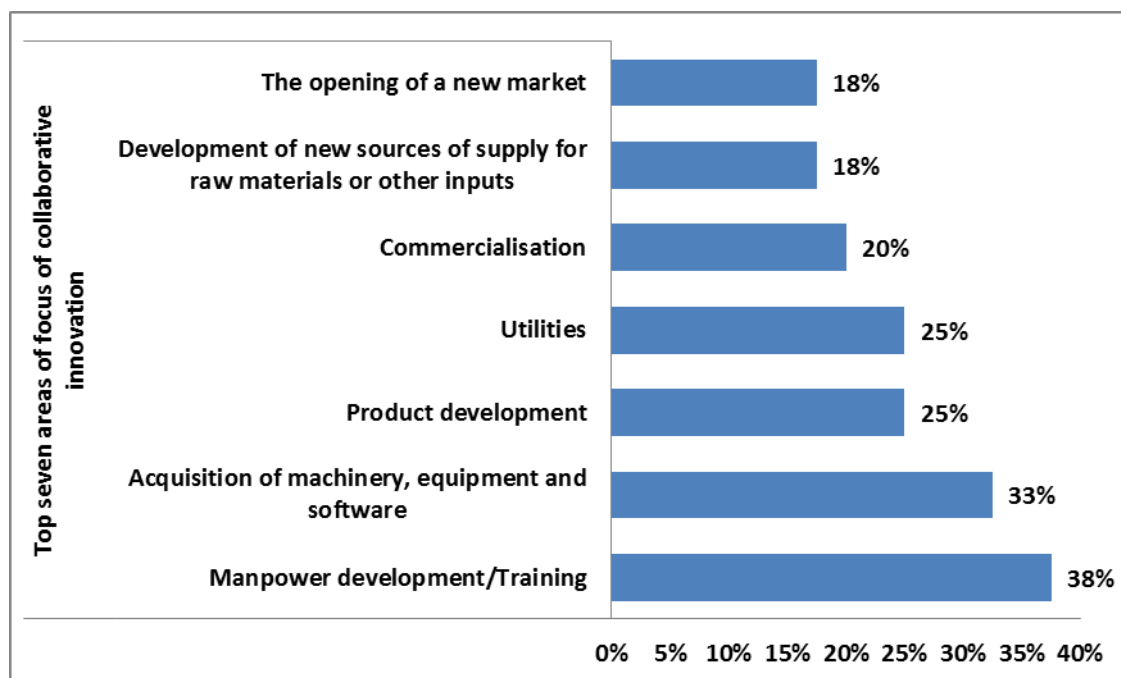 Top seven areas of focus of collaborative
innovation
The opening of a new market
18%
Development of new sources of supply for
raw materials or other inputs
18%
Commercialisation
20%
Utilities
25%
Product development
25%
Acquisition of machinery, equipment and
software
33%
Manpower development/Training
38%
0% 5% 10% 15% 20% 25% 30% 35% 40%